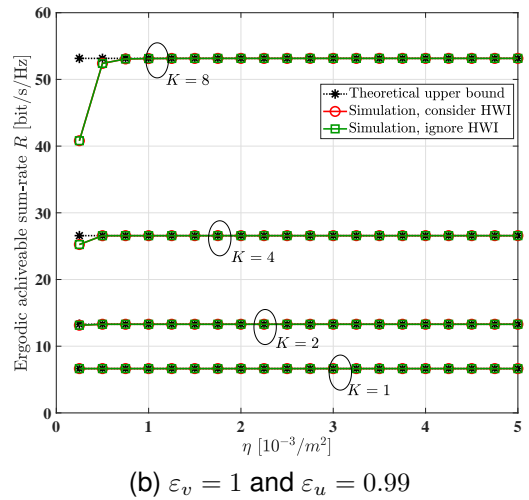 60
50
40
30
20
10
0
0
1
2
3
4
5
Ergodic achiveable sum-rate R [bit/s/Hz]
η [10⁻³/m²]
K = 8
Theoretical upper bound
Simulation, consider HWI
Simulation, ignore HWI
K = 4
K = 2
K = 1
(b) εᵥ = 1 and εᵤ = 0.99